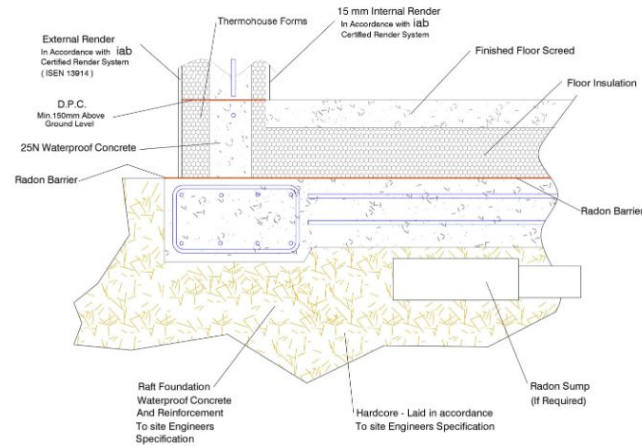 External Render
In Accordance with iab
Certified Render System
( ISEN 13914 )
Thermohouse Forms
15 mm Internal Render
In Accordance with iab
Certified Render System
Finished Floor Screed
Floor Insulation
D.P.C.
Min.150mm Above
Ground Level
25N Waterproof Concrete
Radon Barrier
Radon Barrier
Raft Foundation
Waterproof Concrete
And Reinforcement
To site Engineers
Specification
Hardcore - Laid in accordance
To site Engineers Specification
Radon Sump
(If Required)